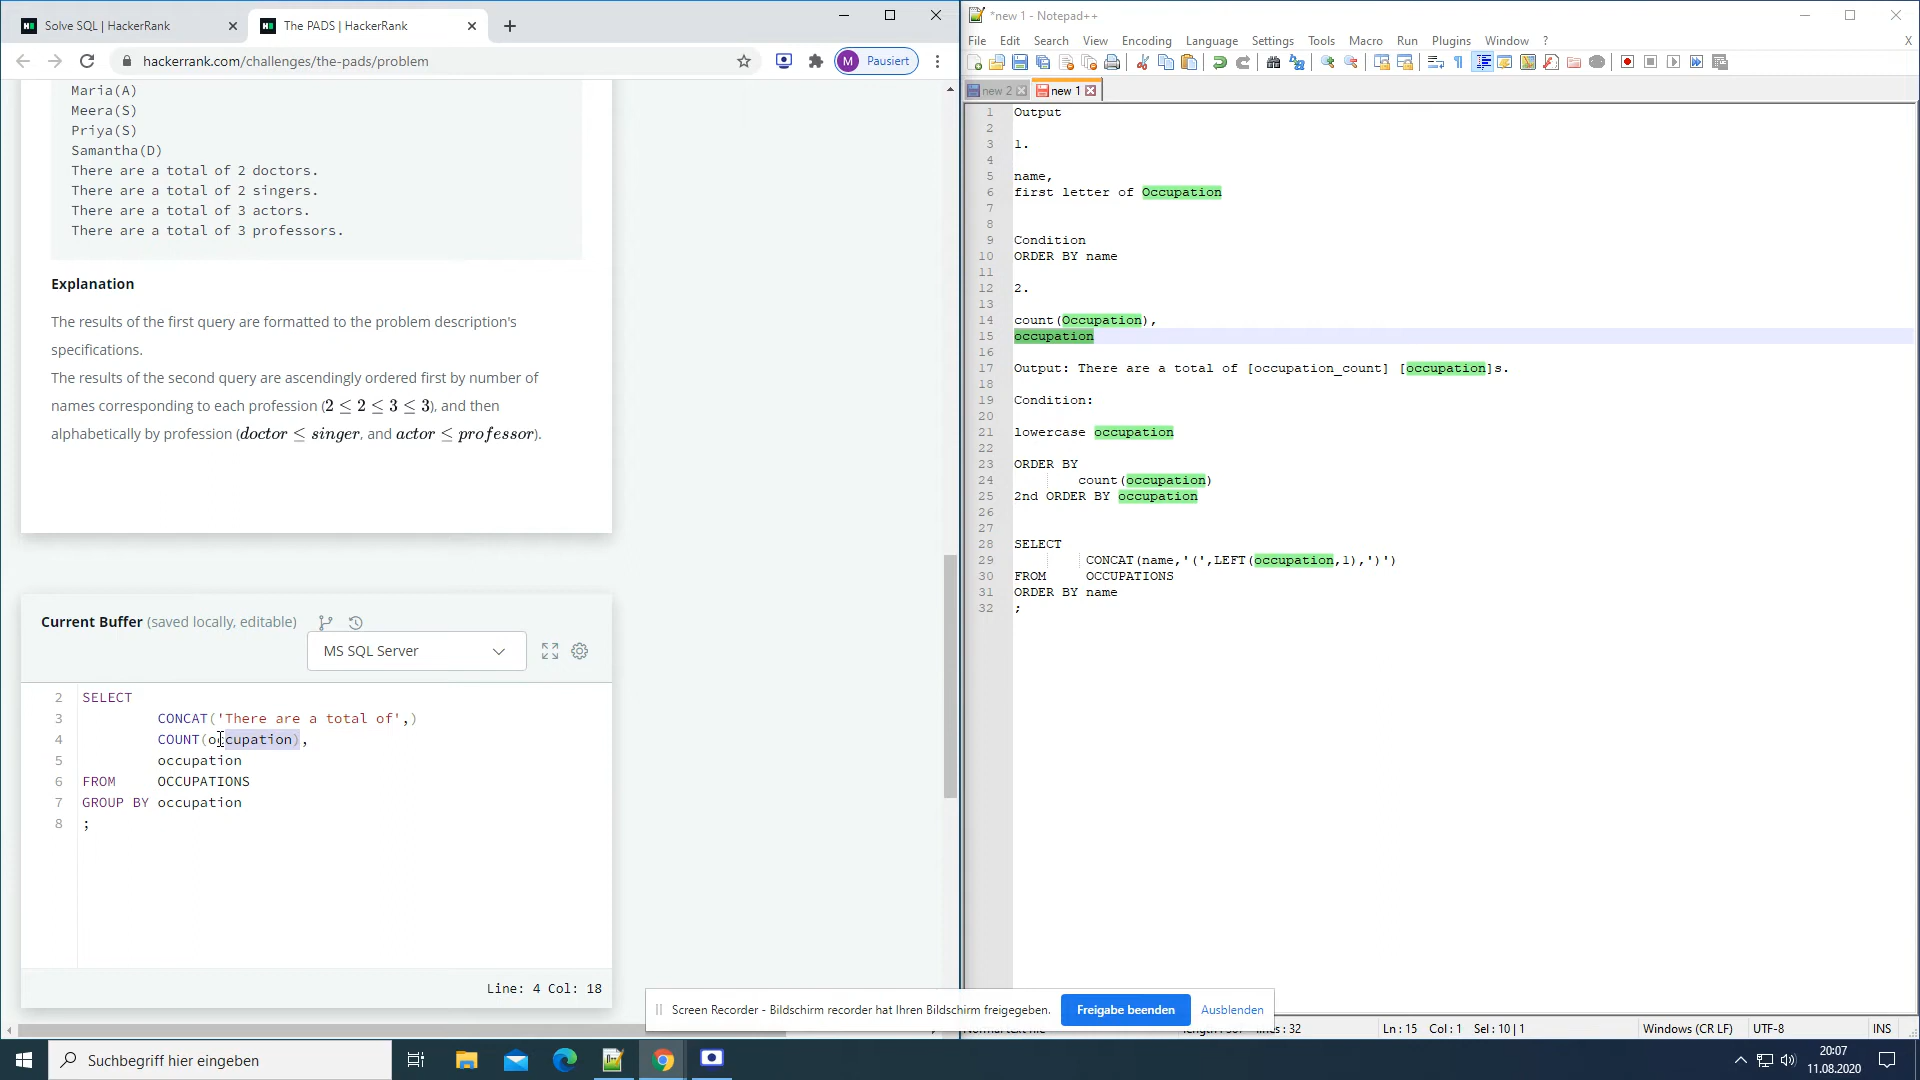 Solve SQL | HackerRank
The PADS | HackerRank
hackerrank.com/challenges/the-pads/problem
M
Pausiert
Maria(A)
Meera(S)
Priya(S)
Samantha(D)
There are a total of 2 doctors.
There are a total of 2 singers.
There are a total of 3 actors.
There are a total of 3 professors.
Explanation
The results of the first query are formatted to the problem description's
specifications.
The results of the second query are ascendingly ordered first by number of
names corresponding to each profession (2 ≤ 2 ≤ 3 ≤ 3), and then
alphabetically by profession (doctor ≤ singer, and actor ≤ professor).
Current Buffer (saved locally, editable)
MS SQL Server
2 SELECT
3 CONCAT('There are a total of',)
4 COUNT(occupation),
5 occupation
6 FROM OCCUPATIONS
7 GROUP BY occupation
8 ;
Line: 4 Col: 18
*new 1 - Notepad++
File Edit Search View Encoding Language Settings Tools Macro Run Plugins Window ? X
new 2
new 1
1 Output
2
3 1.
4
5 name,
6 first letter of Occupation
7
8
9 Condition
10 ORDER BY name
11
12 2.
13
14 count(Occupation),
15 occupation
16
17 Output: There are a total of [occupation_count] [occupation]s.
18
19 Condition:
20
21 lowercase occupation
22
23 ORDER BY
24 count(occupation)
25 2nd ORDER BY occupation
26
27
28 SELECT
29 CONCAT(name,'(',LEFT(occupation,1),')')
30 FROM OCCUPATIONS
31 ORDER BY name
32 ;
Screen Recorder - Bildschirm recorder hat Ihren Bildschirm freigegeben.
Freigabe beenden
Ausblenden
Ln : 15 Col : 1 Sel : 10 | 1
Windows (CR LF)
UTF-8
INS
Suchbegriff hier eingeben
20:07
11.08.2020